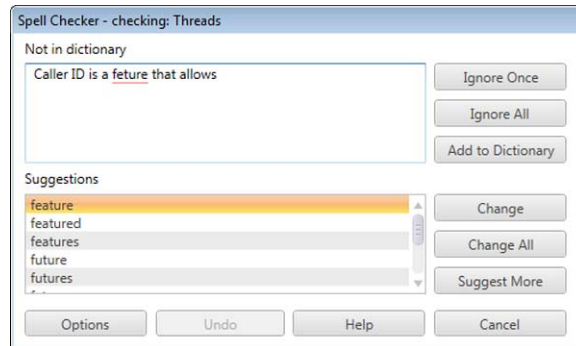 Spell Checker - checking: Threads
Not in dictionary
Caller ID is a feture that allows
Ignore Once
Ignore All
Add to Dictionary
Suggestions
feature
featured
features
future
futures
Change
Change All
Suggest More
Options
Undo
Help
Cancel